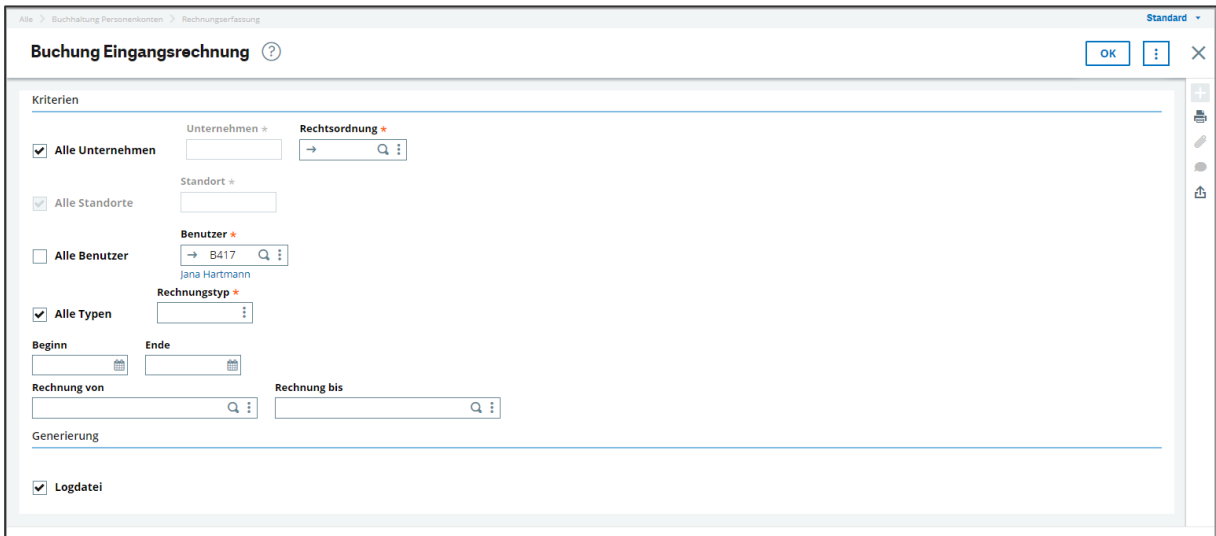 Alle > Buchhaltung Personenkonten > Rechnungserfassung
Standard
Buchung Eingangsrechnung ?
OK
Kriterien
Unternehmen * Rechtsordnung *
Alle Unternehmen
Standort *
Alle Standorte
Benutzer *
Alle Benutzer B417
Jana Hartmann
Rechnungstyp *
Alle Typen
Beginn Ende
Rechnung von Rechnung bis
Generierung
Logdatei